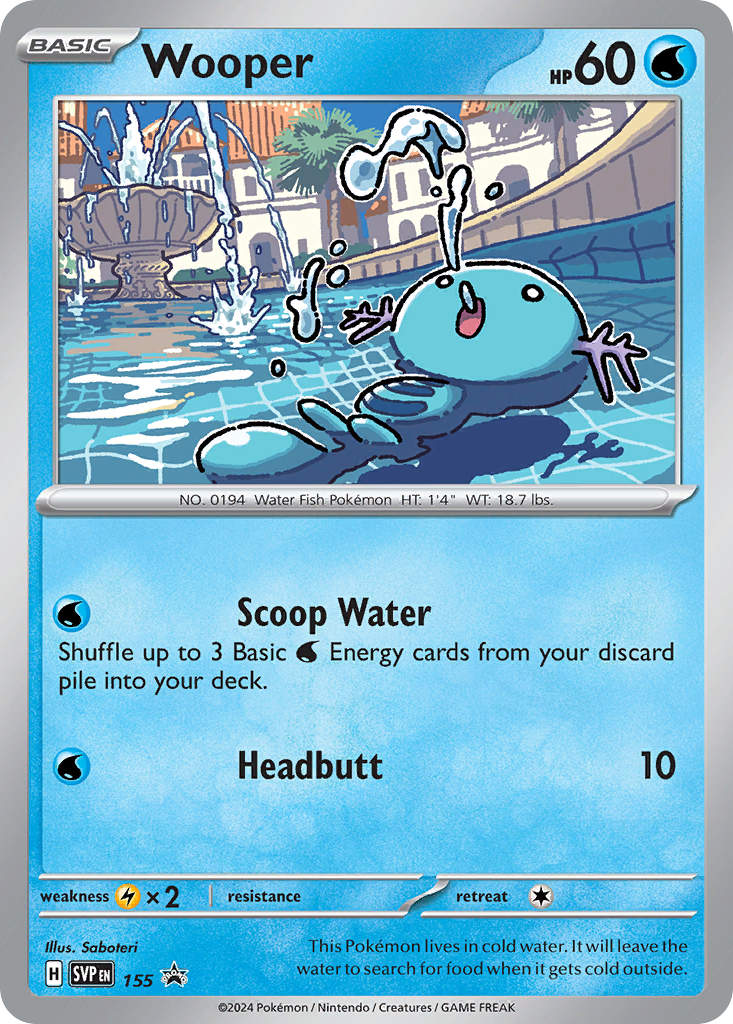 BASIC
Wooper
HP 60
NO. 0194 Water Fish Pokémon HT: 1'4" WT: 18.7 lbs.
Scoop Water
Shuffle up to 3 Basic Energy cards from your discard
pile into your deck.
Headbutt 10
weakness ×2 resistance retreat
Illus. Saboteri
This Pokémon lives in cold water. It will leave the
water to search for food when it gets cold outside.
H SVP EN 155 PROMO
©2024 Pokémon / Nintendo / Creatures / GAME FREAK